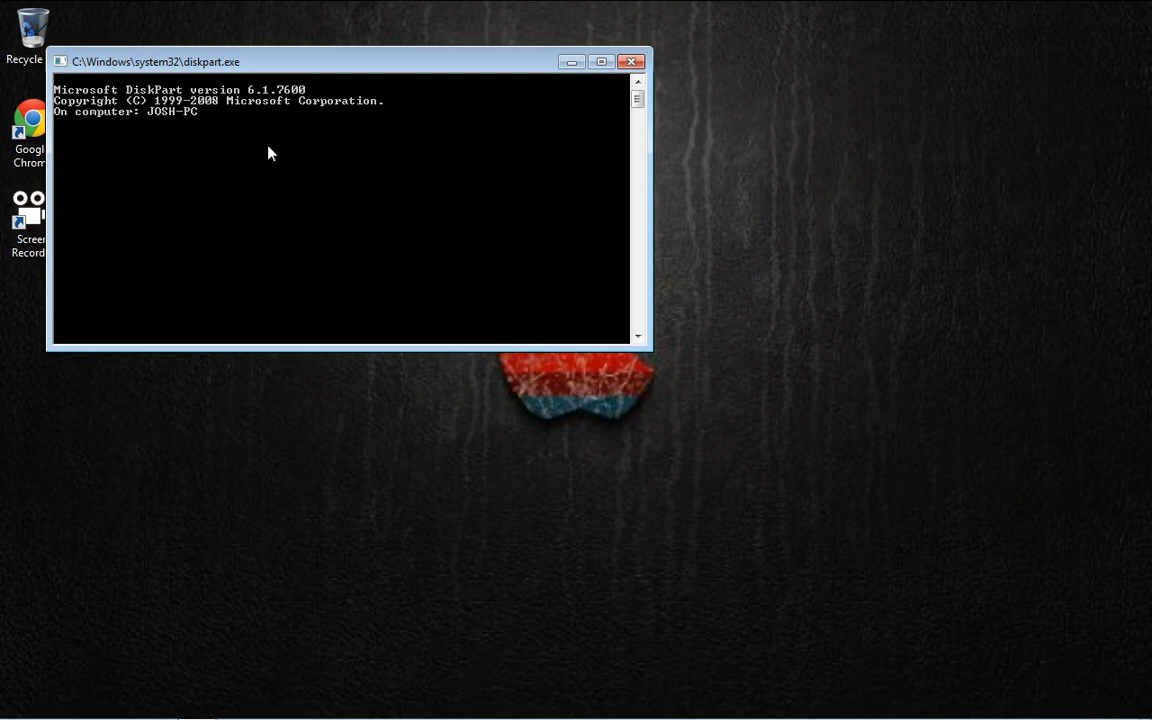 Recycle
C:\Windows\system32\diskpart.exe
Microsoft DiskPart version 6.1.7600
Copyright (C) 1999-2008 Microsoft Corporation.
On computer: JOSH-PC
Googl
Chrom
Screen
Record